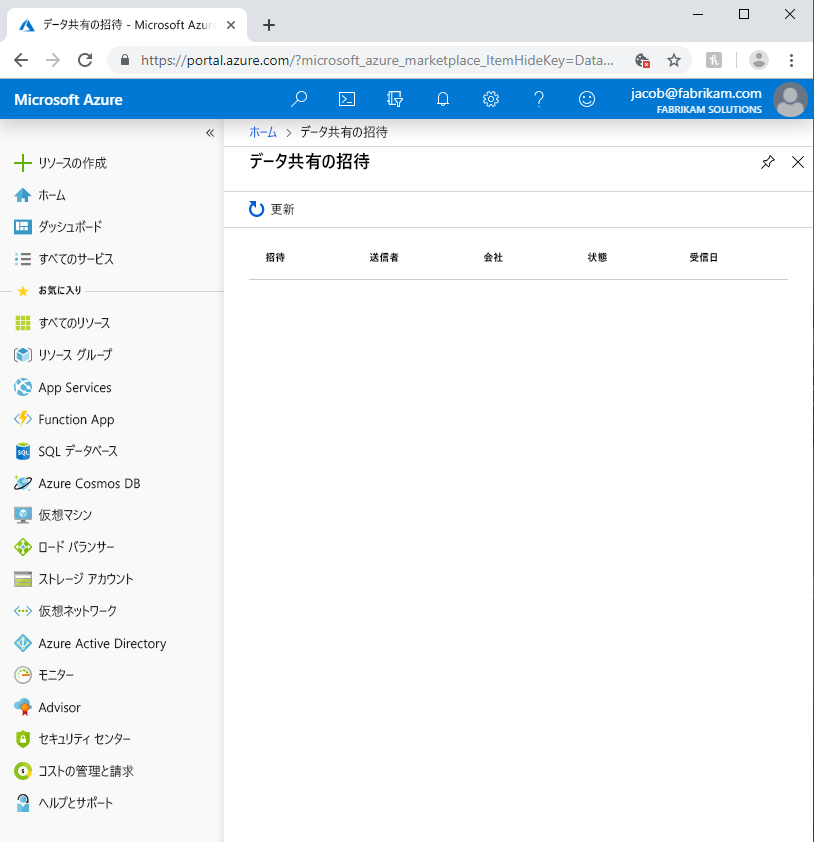 データ共有の招待 - Microsoft Azure
https://portal.azure.com/?microsoft_azure_marketplace_ItemHideKey=Data...
Microsoft Azure
jacob@fabrikam.com
FABRIKAM SOLUTIONS
«
ホーム > データ共有の招待
データ共有の招待
更新
招待 送信者 会社 状態 受信日
リソースの作成
ホーム
ダッシュボード
すべてのサービス
お気に入り
すべてのリソース
リソース グループ
App Services
Function App
SQL データベース
Azure Cosmos DB
仮想マシン
ロード バランサー
ストレージ アカウント
仮想ネットワーク
Azure Active Directory
モニター
Advisor
セキュリティ センター
コストの管理と請求
ヘルプとサポート